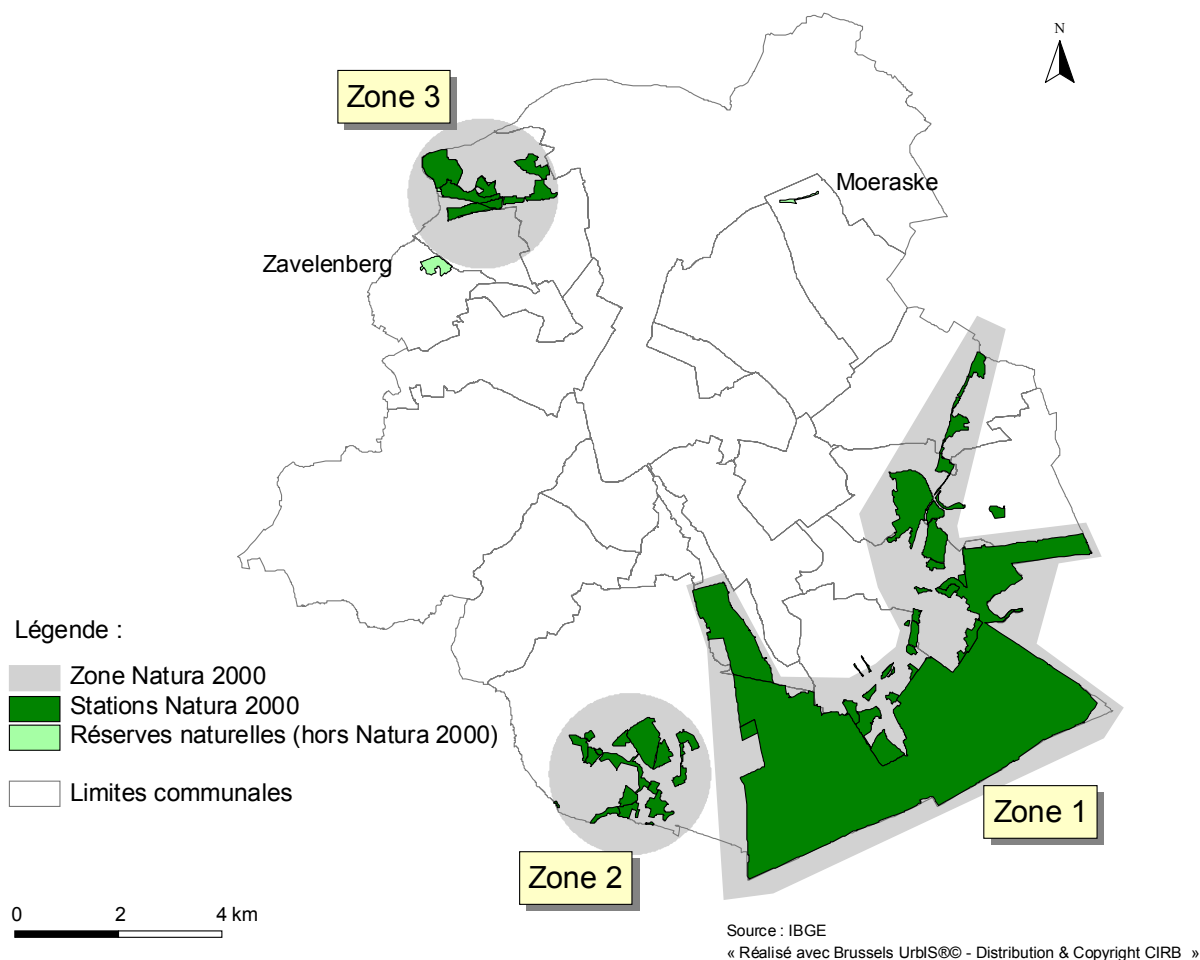 N
Zone 3
Moeraske
Zavelenberg
Légende :
Zone Natura 2000
Stations Natura 2000
Réserves naturelles (hors Natura 2000)
Limites communales
Zone 1
Zone 2
0 2 4 km
Source : IBGE
« Réalisé avec Brussels UrbIS®© - Distribution & Copyright CIRB »